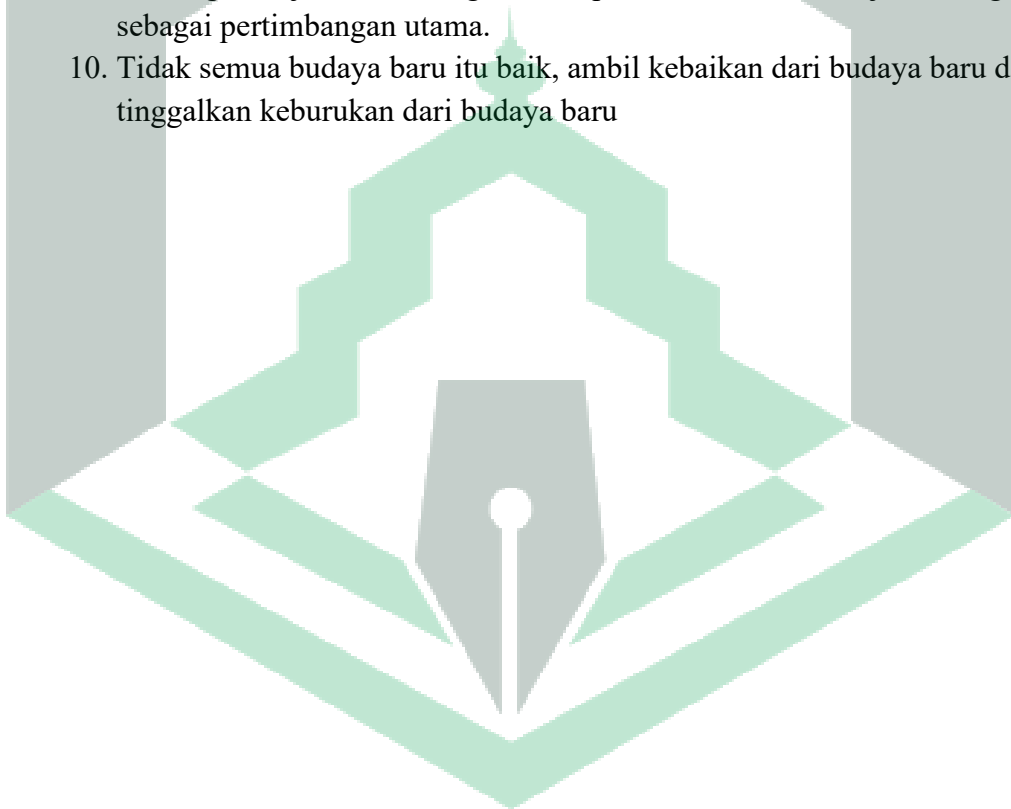 sebagai pertimbangan utama.
10. Tidak semua budaya baru itu baik, ambil kebaikan dari budaya baru d
tinggalkan keburukan dari budaya baru